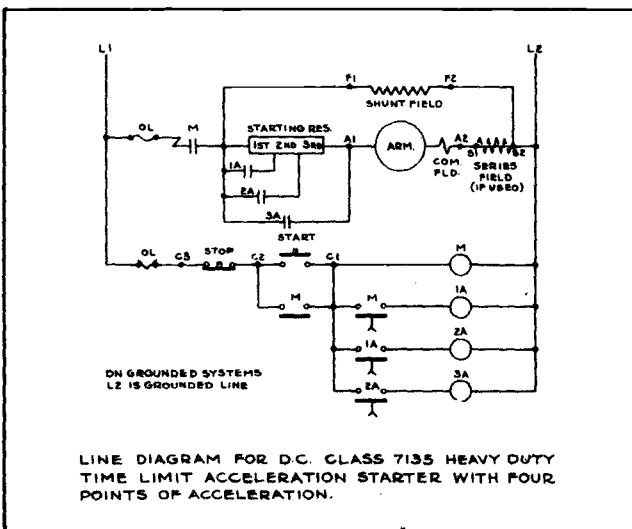 L1
L2
F1 F2
SHUNT FIELD
OL
M
STARTING RES.
1ST 2ND 3RD
A1
ARM.
A2
S1
S2
COM.
FLD.
SERIES
FIELD
(IF USED)
1A
2A
3A
START
OL
C3
STOP
C2
C1
M
M
M
1A
1A
2A
2A
3A
ON GROUNDED SYSTEMS
L2 IS GROUNDED LINE
LINE DIAGRAM FOR D.C. CLASS 7135 HEAVY DUTY
TIME LIMIT ACCELERATION STARTER WITH FOUR
POINTS OF ACCELERATION.